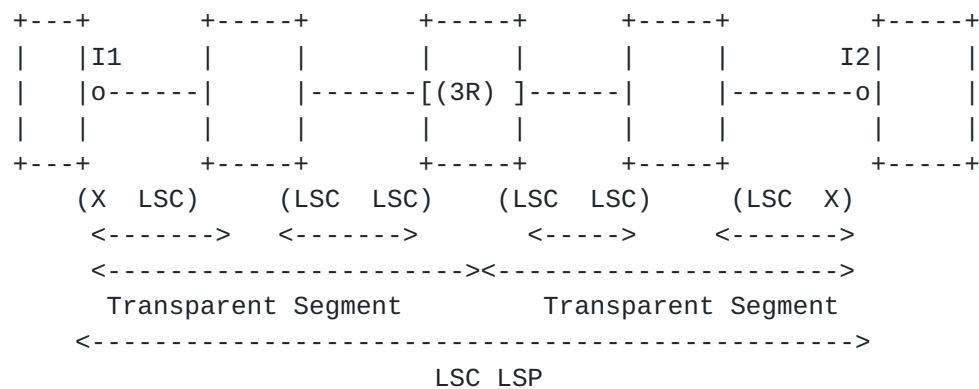 +---+ +-----+ +-----+ +-----+ +-----+
| |I1 | | | | | | I2| |
| |o------| |-------[(3R) ]------| |--------o| |
| | | | | | | | | |
+---+ +-----+ +-----+ +-----+ +-----+
(X LSC) (LSC LSC) (LSC LSC) (LSC X)
<-------> <-------> <-----> <------->
<-----------------------><----------------------->
Transparent Segment Transparent Segment
<------------------------------------------------->
LSC LSP